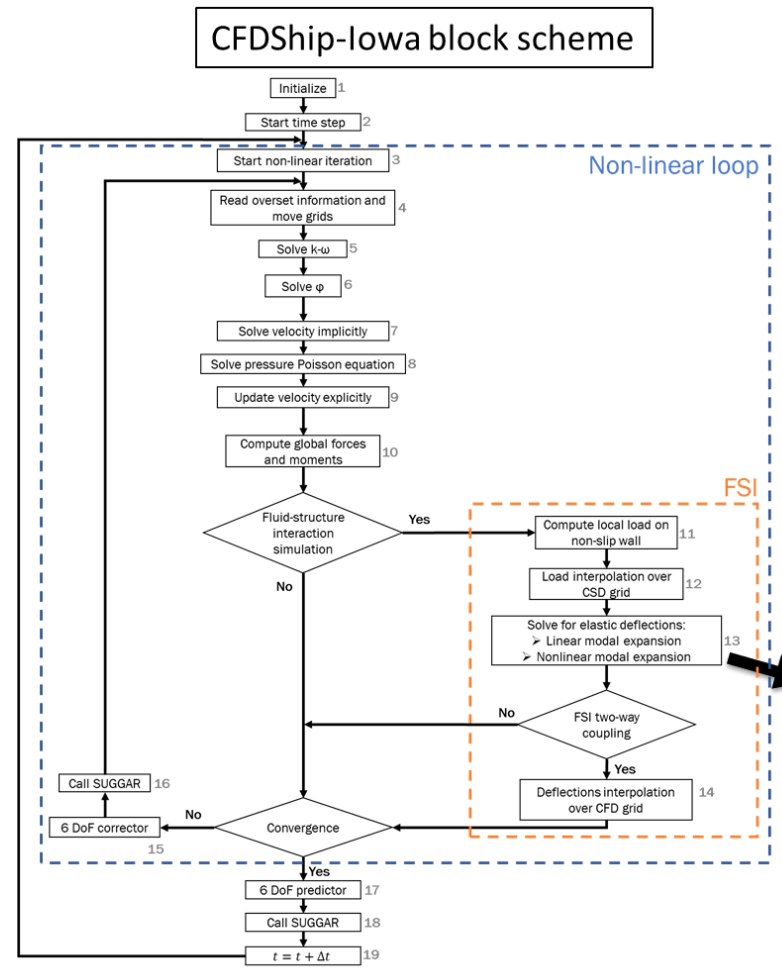 CFDShip-Iowa block scheme
Initialize 1
Start time step 2
Start non-linear iteration 3
Non-linear loop
Read overset information and
move grids
4
Solve k-ω 5
Solve φ 6
Solve velocity implicitly 7
Solve pressure Poisson equation 8
Update velocity explicitly 9
Compute global forces
and moments
10
FSI
Fluid-structure
interaction
simulation
Yes
No
Compute local load on
non-slip wall
11
Load interpolation over
CSD grid
12
Solve for elastic deflections:
➢ Linear modal expansion
➢ Nonlinear modal expansion
13
FSI two-way
coupling
No
Yes
Deflections interpolation
over CFD grid
14
Call SUGGAR 16
6 DoF corrector
15
No
Convergence
Yes
6 DoF predictor 17
Call SUGGAR 18
t = t + Δt 19